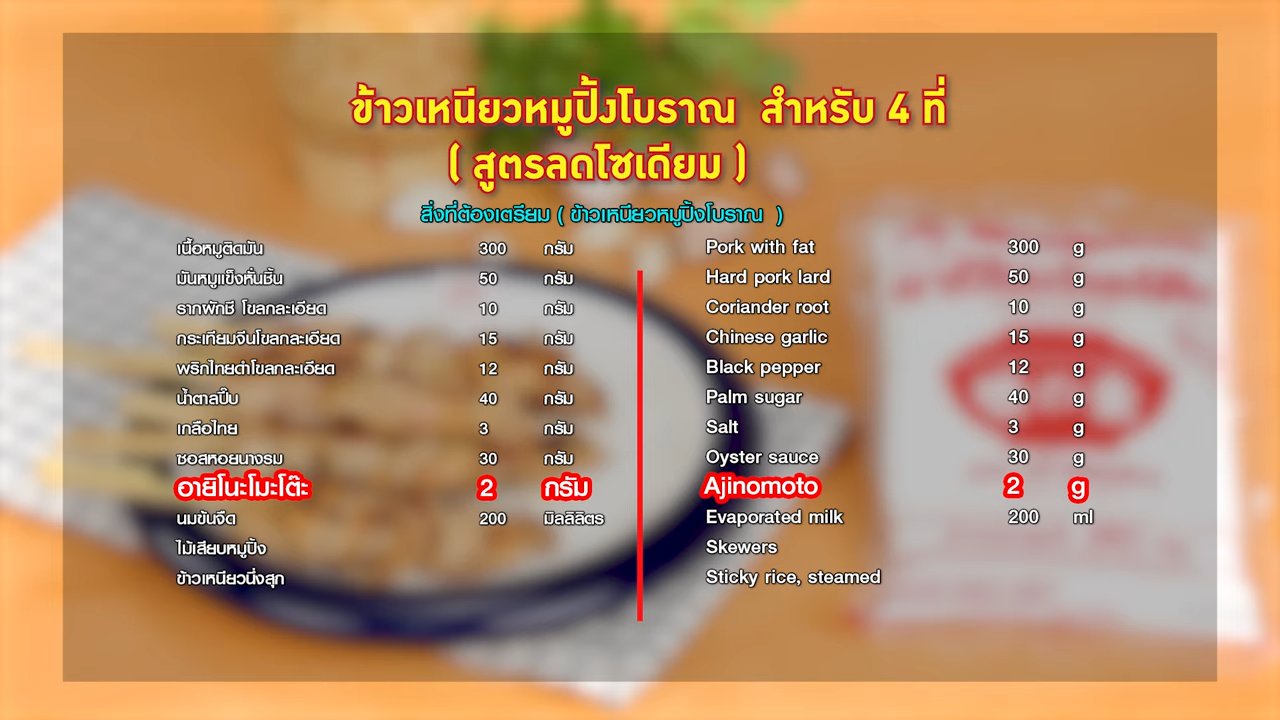 ข้าวเหนียวหมูปิ้งโบราณ สำหรับ 4 ที่
( สูตรลดโซเดียม )
สิ่งที่ต้องเตรียม ( ข้าวเหนียวหมูปิ้งโบราณ )
เนื้อหมูติดมัน 300 กรัม
มันหมูแข็งหั่นชิ้น 50 กรัม
รากผักชี โขลกละเอียด 10 กรัม
กระเทียมจีนโขลกละเอียด 15 กรัม
พริกไทยดำโขลกละเอียด 12 กรัม
น้ำตาลปี๊บ 40 กรัม
เกลือไทย 3 กรัม
ซอสหอยนางรม 30 กรัม
อายิโนะโมะโต๊ะ 2 กรัม
นมข้นจืด 200 มิลลิลิตร
ไม้เสียบหมูปิ้ง
ข้าวเหนียวนึ่งสุก
Pork with fat 300 g
Hard pork lard 50 g
Coriander root 10 g
Chinese garlic 15 g
Black pepper 12 g
Palm sugar 40 g
Salt 3 g
Oyster sauce 30 g
Ajinomoto 2 g
Evaporated milk 200 ml
Skewers
Sticky rice, steamed